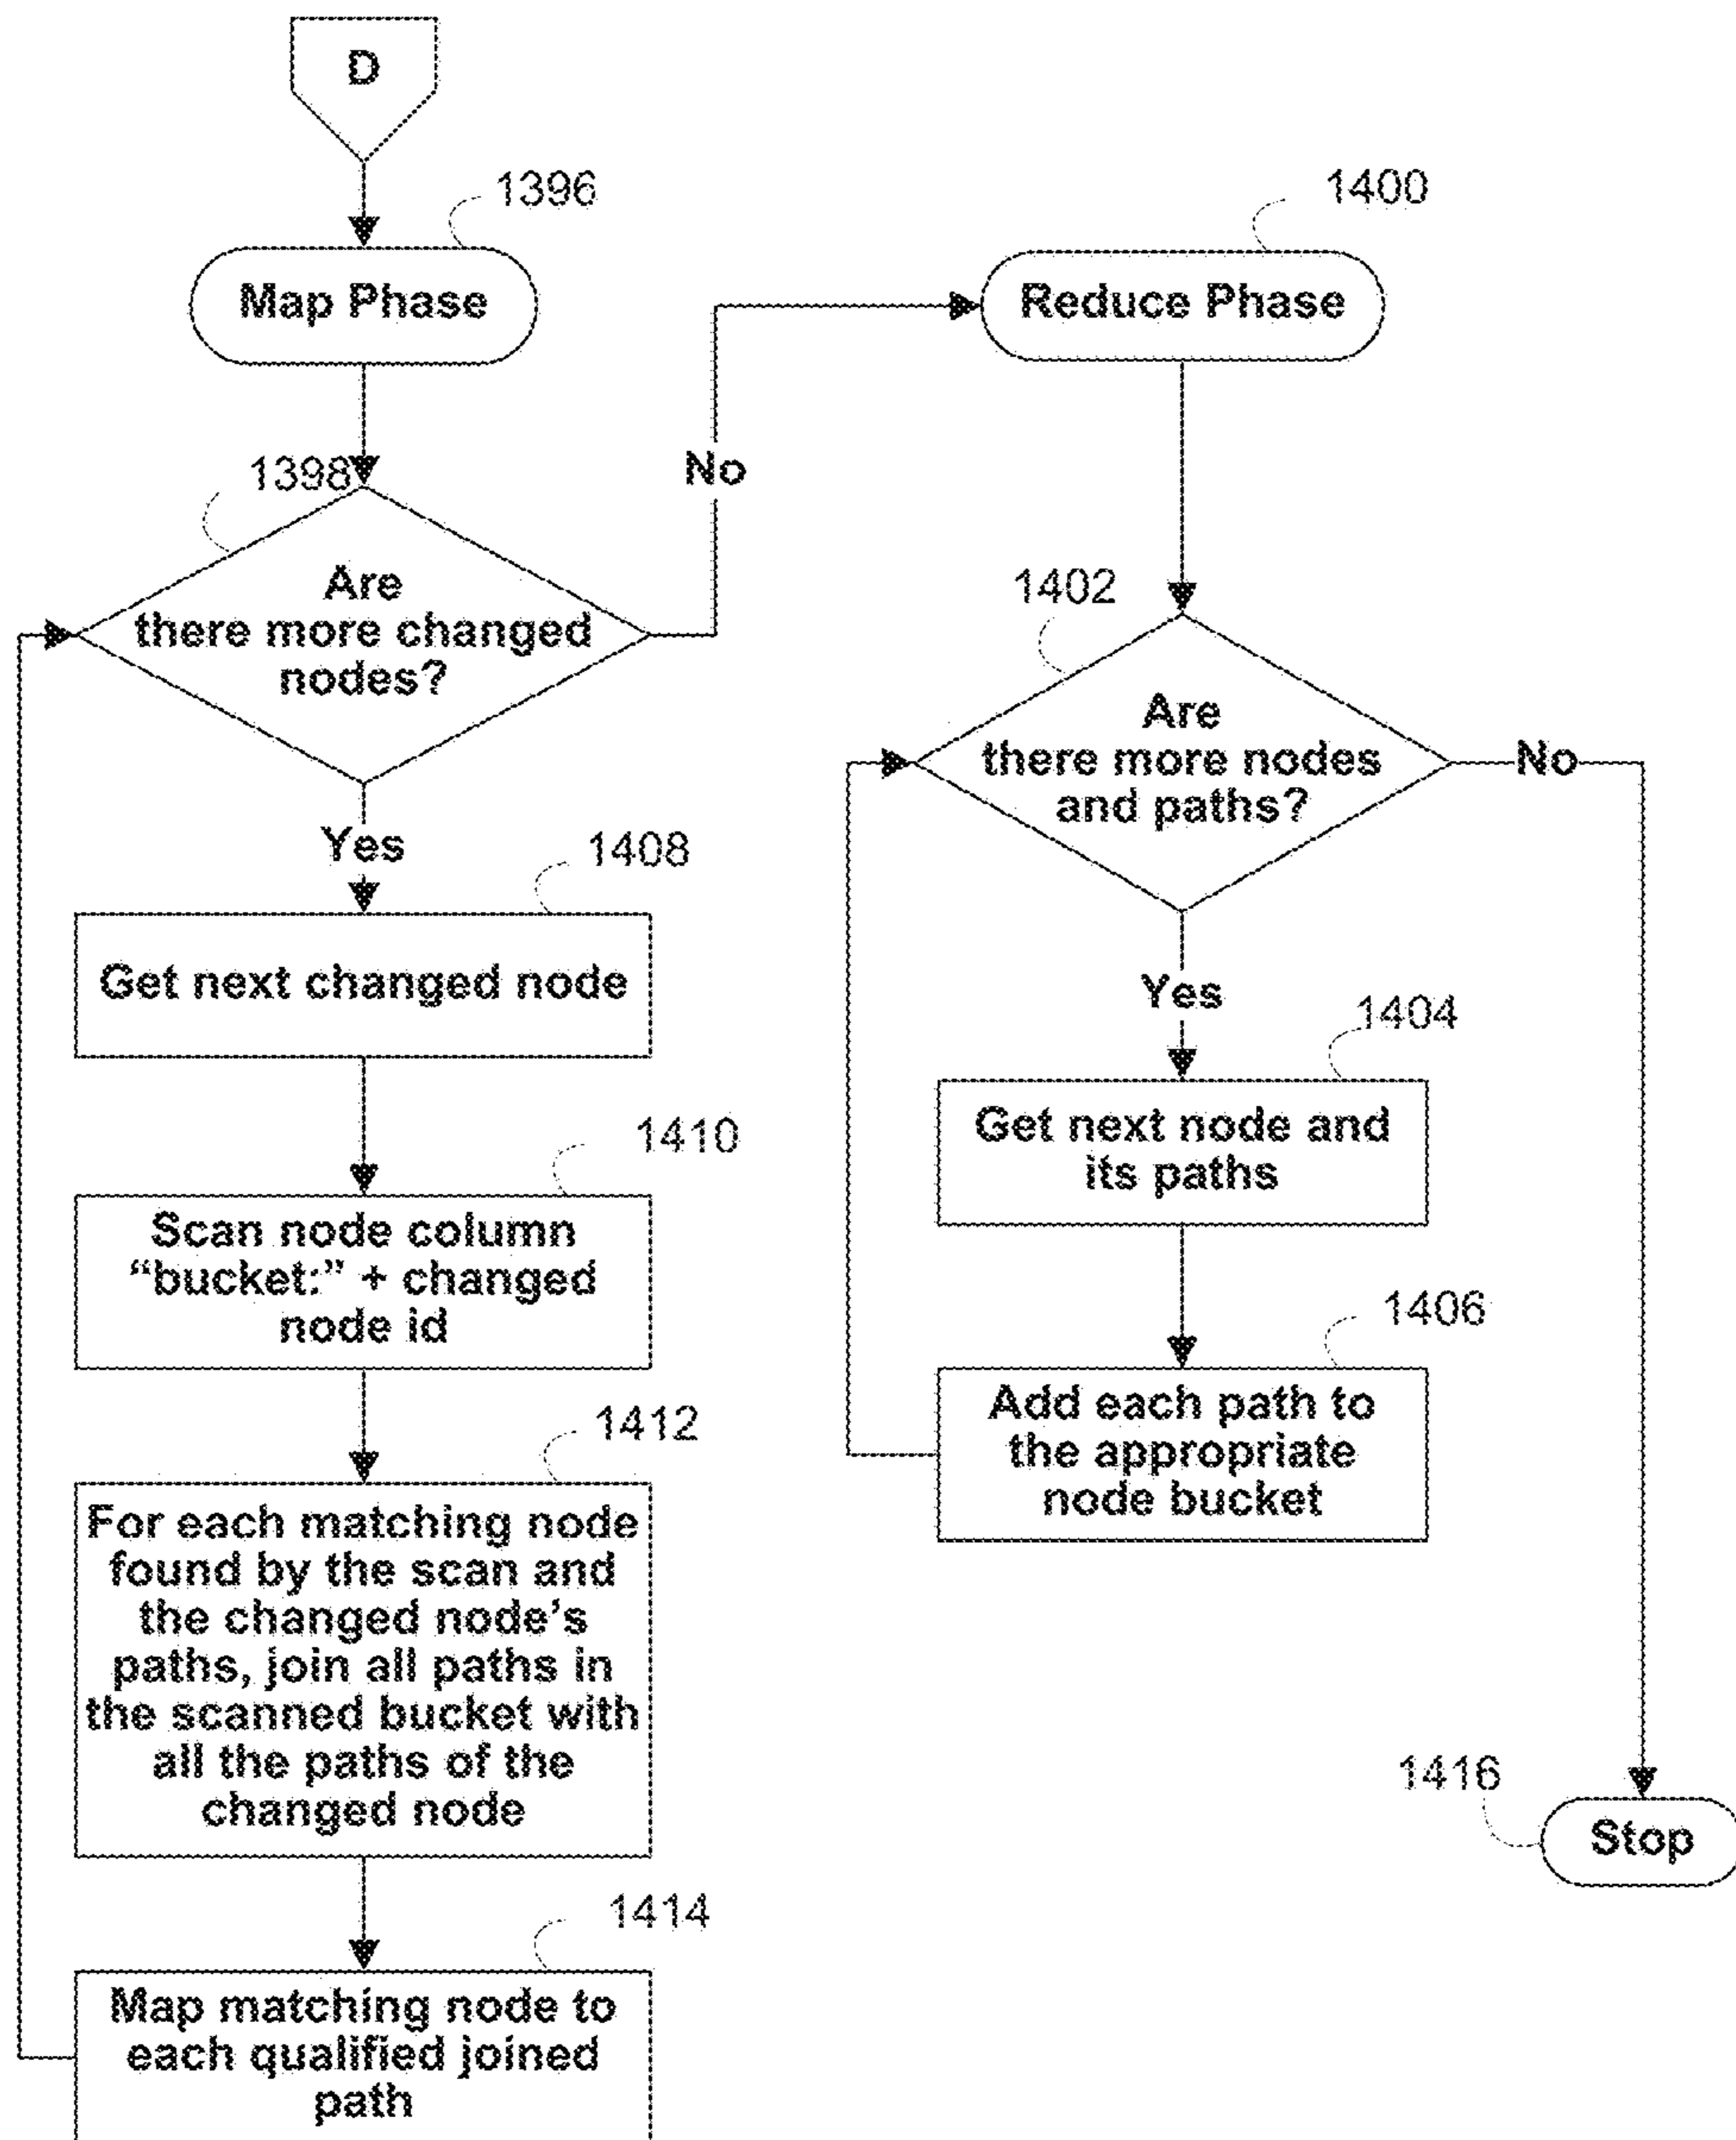 D
1396
Map Phase
1398
Are
there more changed
nodes?
No
Yes
1408
Get next changed node
1410
Scan node column
“bucket:” + changed
node id
1412
For each matching node
found by the scan and
the changed node’s
paths, join all paths in
the scanned bucket with
all the paths of the
changed node
1414
Map matching node to
each qualified joined
path
1400
Reduce Phase
1402
Are
there more nodes
and paths?
No
Yes
1404
Get next node and
its paths
1406
Add each path to
the appropriate
node bucket
1416
Stop